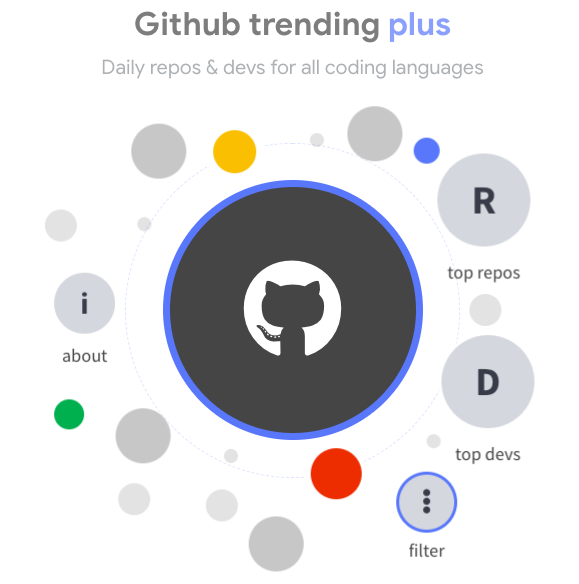 Github trending plus
Daily repos & devs for all coding languages
R
top repos
i
about
D
top devs
filter